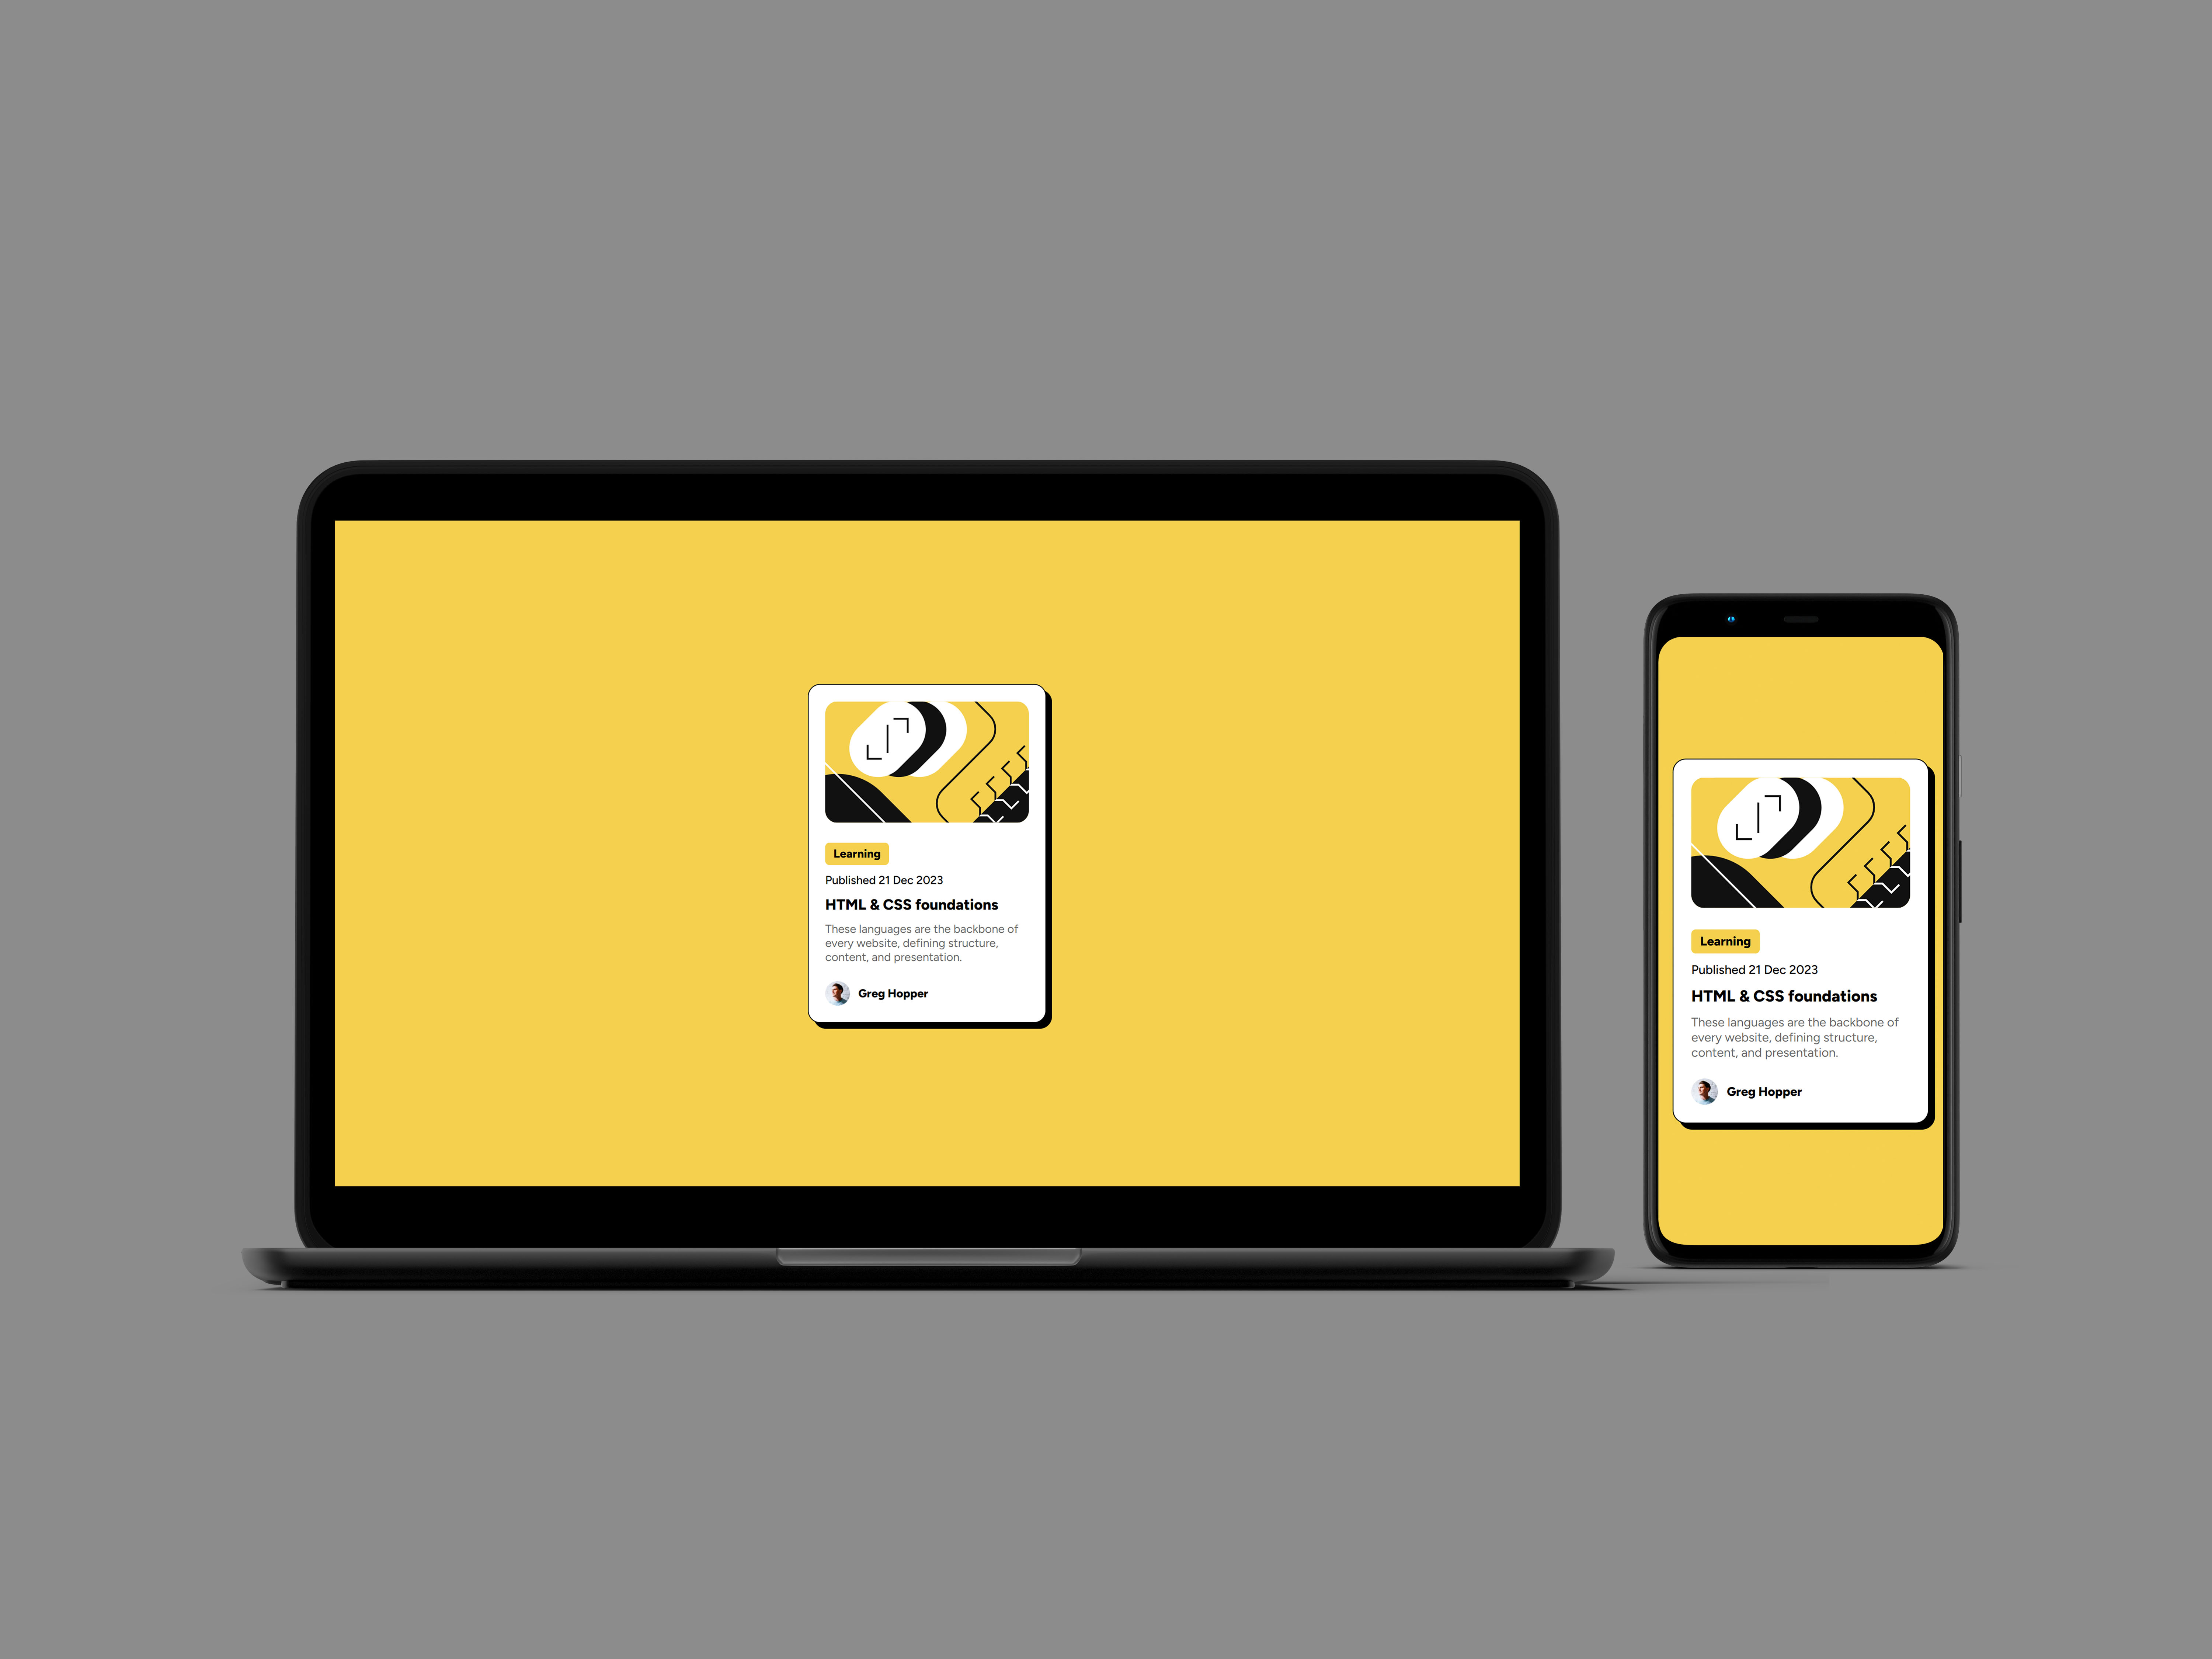 Learning
Published 21 Dec 2023
HTML & CSS foundations
These languages are the backbone of
every website, defining structure,
content, and presentation.
Greg Hopper
Learning
Published 21 Dec 2023
HTML & CSS foundations
These languages are the backbone of
every website, defining structure,
content, and presentation.
Greg Hopper